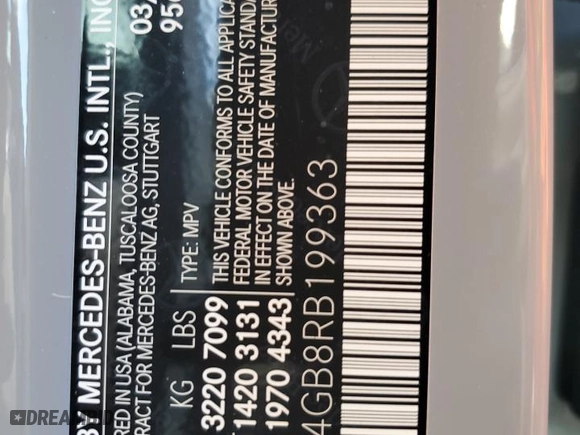 MERCEDES-BENZ U.S. INTL., INC
03/
RED IN USA (ALABAMA, TUSCALOOSA COUNTY)
RACT FOR MERCEDES-BENZ AG, STUTTGART
KG LBS TYPE: MPV
3220 7099 THIS VEHICLE CONFORMS TO ALL APPLICA
1420 3131 FEDERAL MOTOR VEHICLE SAFETY STANDA
1970 4343 IN EFFECT ON THE DATE OF MANUFACTUR
SHOWN ABOVE.
4GB8RB199363